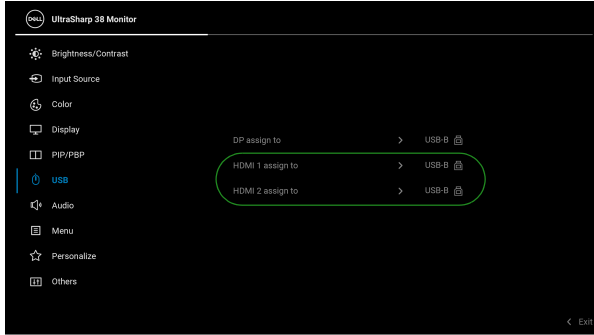 DELL UltraSharp 38 Monitor
Brightness/Contrast
Input Source
Color
Display
PIP/PBP
USB
Audio
Menu
Personalize
Others
DP assign to > USB-B
HDMI 1 assign to > USB-B
HDMI 2 assign to > USB-B
< Exit